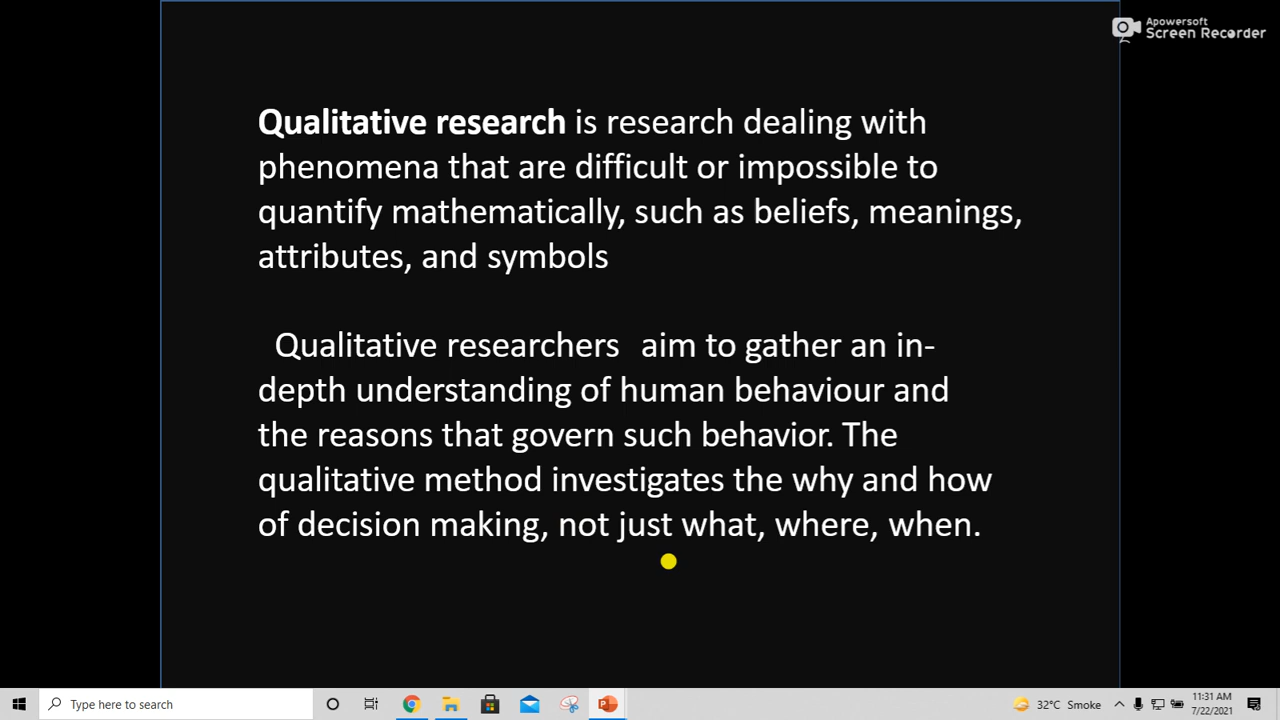 Apowersoft
Screen Recorder
Qualitative research is research dealing with
phenomena that are difficult or impossible to
quantify mathematically, such as beliefs, meanings,
attributes, and symbols
Qualitative researchers aim to gather an in-
depth understanding of human behaviour and
the reasons that govern such behavior. The
qualitative method investigates the why and how
of decision making, not just what, where, when.
Type here to search
32°C Smoke
11:31 AM
7/22/2021